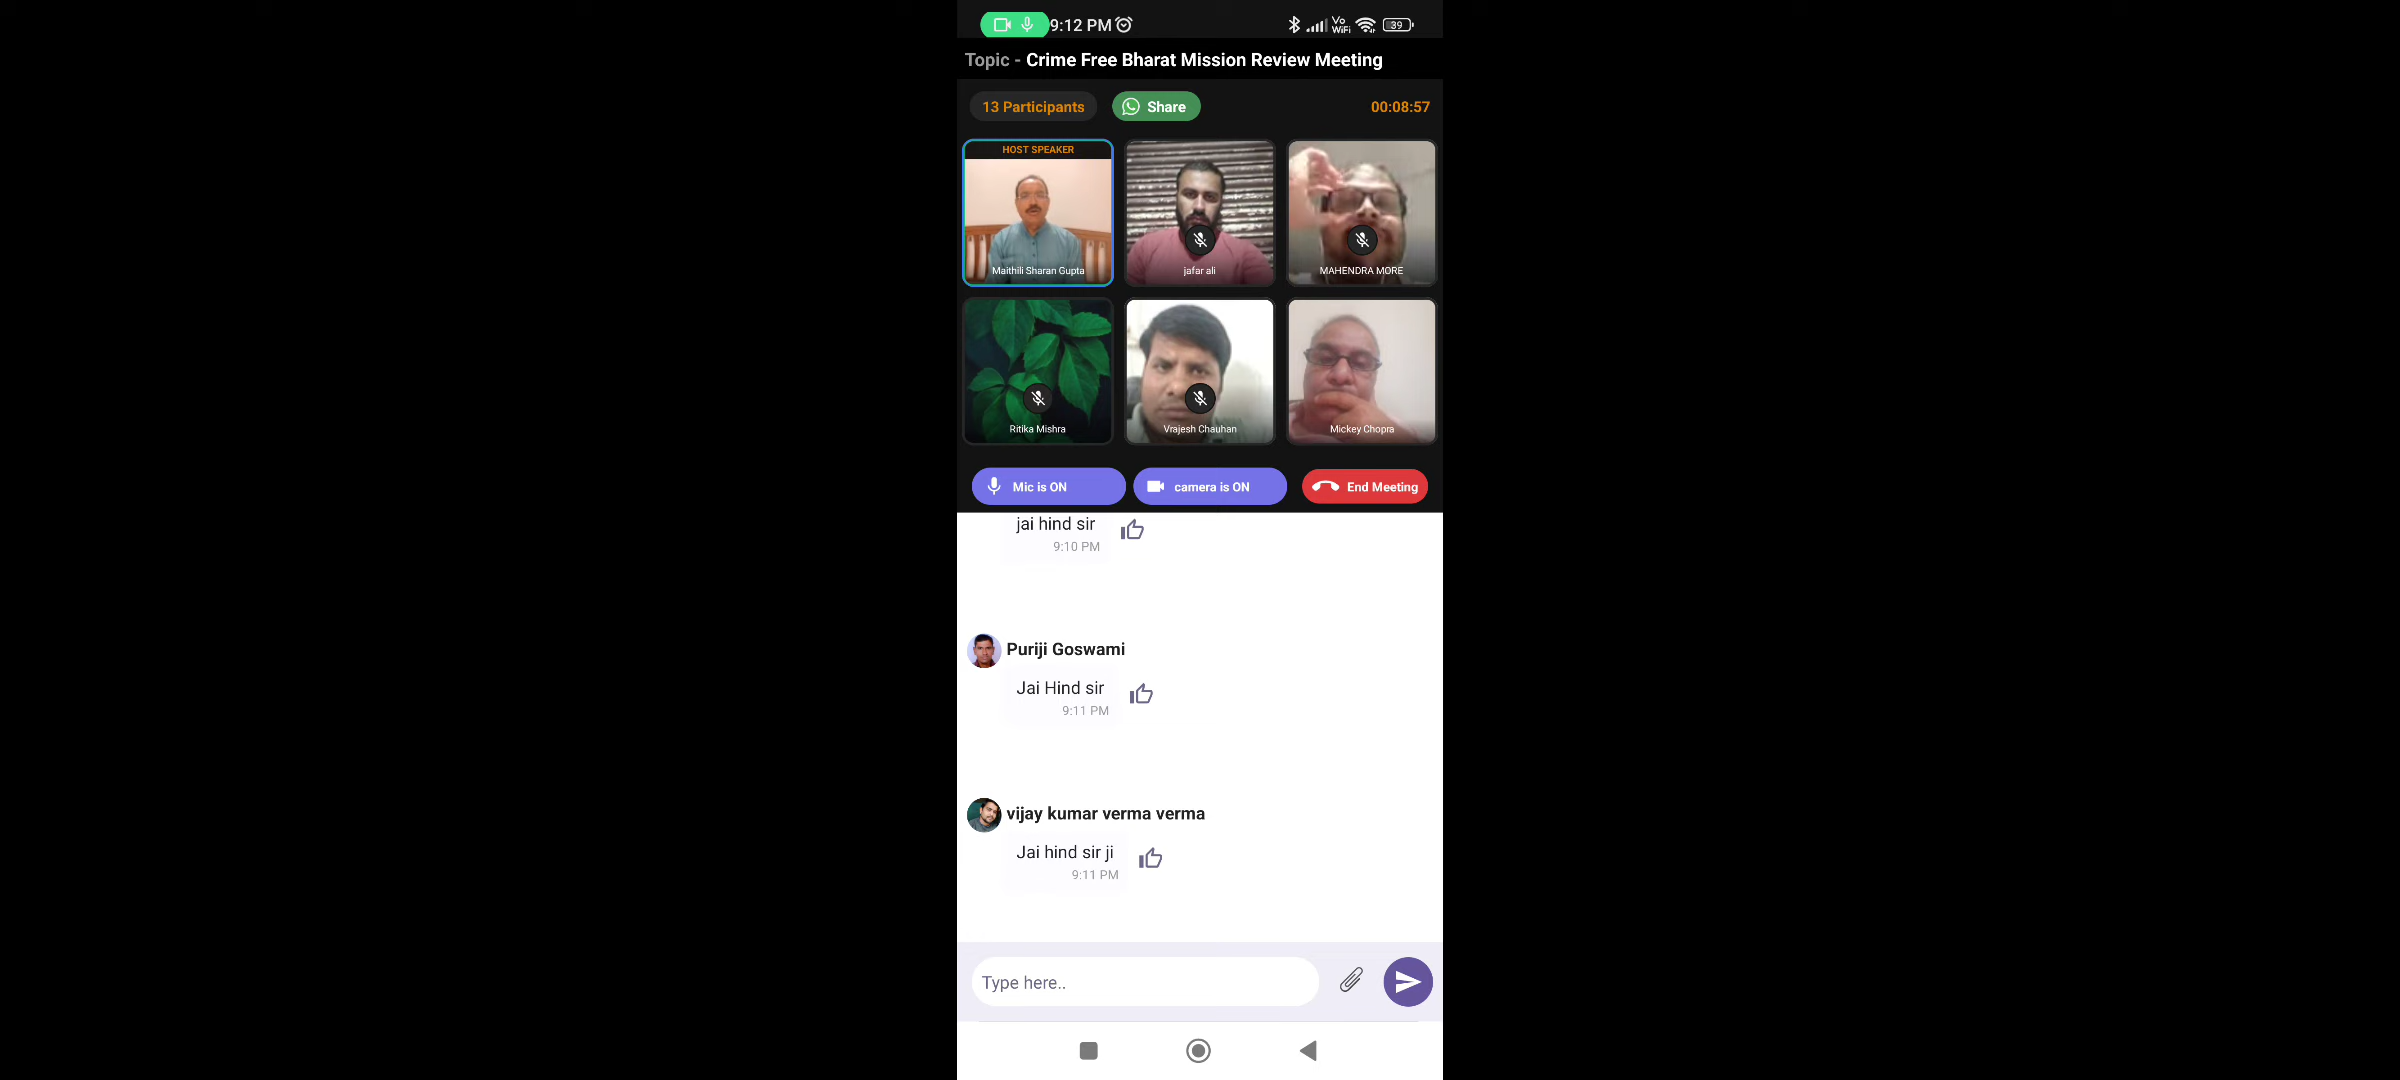 9:12 PM
Vo
WiFi
39
Topic - Crime Free Bharat Mission Review Meeting
13 Participants
Share
00:08:57
HOST SPEAKER
Maithili Sharan Gupta
jafar ali
MAHENDRA MORE
Ritika Mishra
Vrajesh Chauhan
Mickey Chopra
Mic is ON
camera is ON
End Meeting
jai hind sir
9:10 PM
Puriji Goswami
Jai Hind sir
9:11 PM
vijay kumar verma verma
Jai hind sir ji
9:11 PM
Type here..